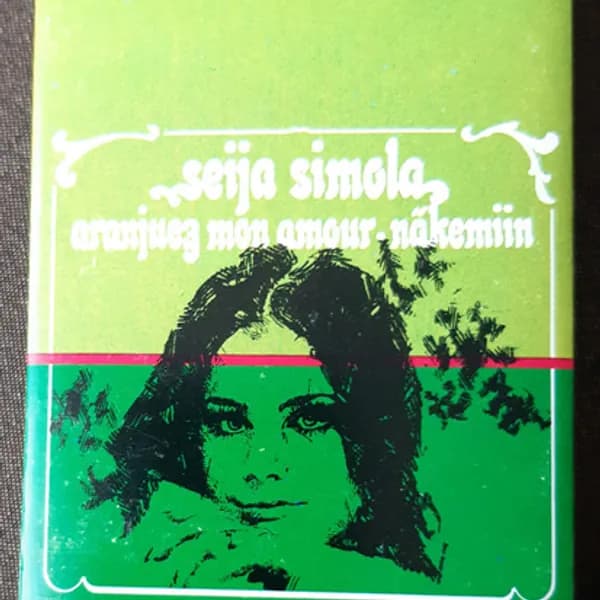 seija simola
aranjuez mon amour · näkemiin